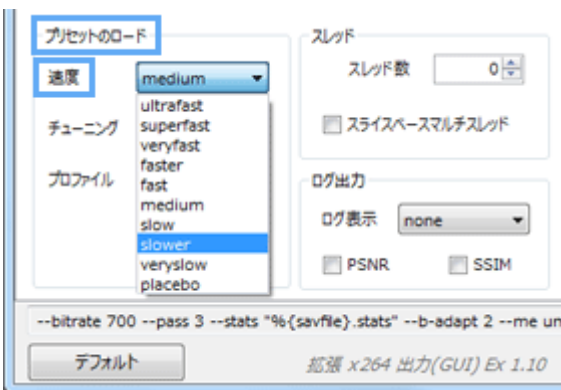 プリセットのロード
速度
medium
ultrafast
superfast
veryfast
faster
fast
medium
slow
slower
veryslow
placebo
チューニング
プロファイル
スレッド
スレッド数
0
スライスベースマルチスレッド
ログ出力
ログ表示
none
PSNR
SSIM
--bitrate 700 --pass 3 --stats "%{savfile}.stats" --b-adapt 2 --me un
デフォルト
拡張 x264 出力(GUI) Ex 1.10